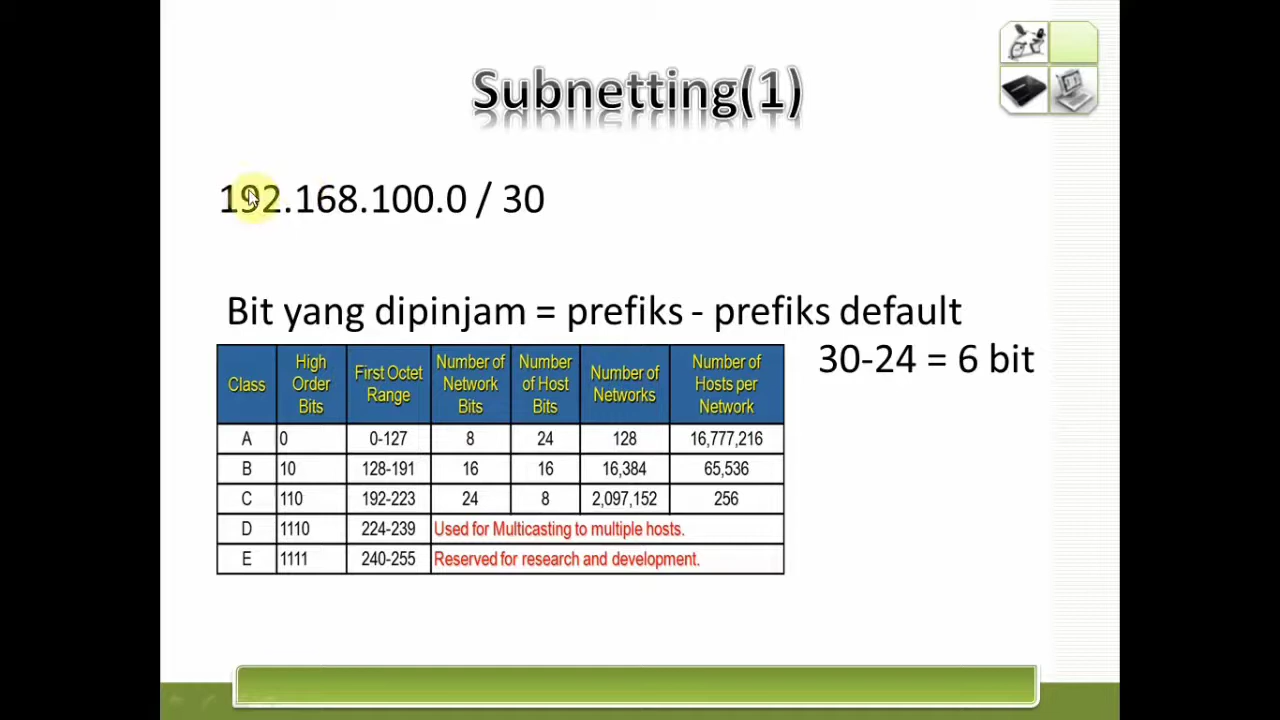 Subnetting(1)
192.168.100.0 / 30
Bit yang dipinjam = prefiks - prefiks default
30-24 = 6 bit
Class | High Order Bits | First Octet Range | Number of Network Bits | Number of Host Bits | Number of Networks | Number of Hosts per Network
A | 0 | 0-127 | 8 | 24 | 128 | 16,777,216
B | 10 | 128-191 | 16 | 16 | 16,384 | 65,536
C | 110 | 192-223 | 24 | 8 | 2,097,152 | 256
D | 1110 | 224-239 | Used for Multicasting to multiple hosts.
E | 1111 | 240-255 | Reserved for research and development.